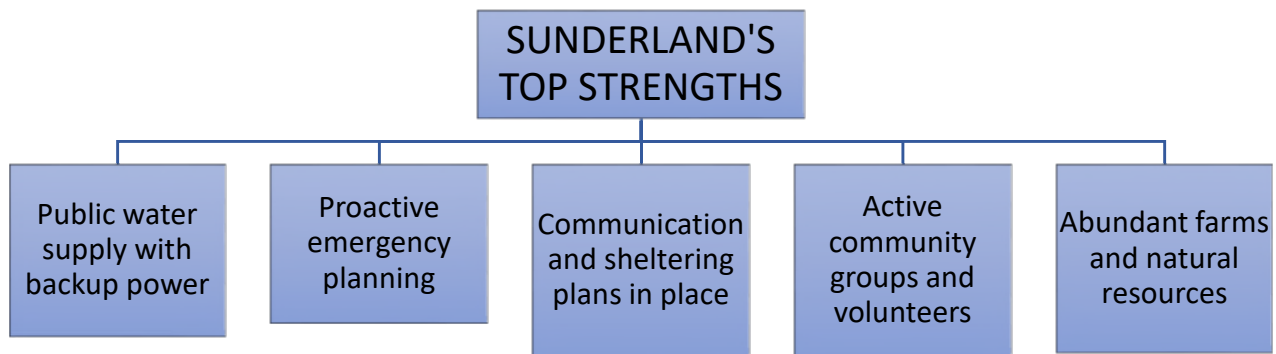 SUNDERLAND'S
TOP STRENGTHS
Public water
supply with
backup power
Proactive
emergency
planning
Communication
and sheltering
plans in place
Active
community
groups and
volunteers
Abundant farms
and natural
resources